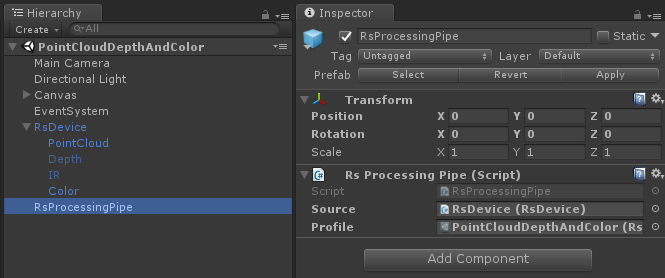 Hierarchy
Create
All
PointCloudDepthAndColor
Main Camera
Directional Light
Canvas
EventSystem
RsDevice
PointCloud
Depth
IR
Color
RsProcessingPipe
Inspector
RsProcessingPipe Static
Tag Untagged Layer Default
Prefab Select Revert Apply
Transform
Position X 0 Y 0 Z 0
Rotation X 0 Y 0 Z 0
Scale X 1 Y 1 Z 1
Rs Processing Pipe (Script)
Script RsProcessingPipe
Source RsDevice (RsDevice)
Profile PointCloudDepthAndColor (Rs
Add Component